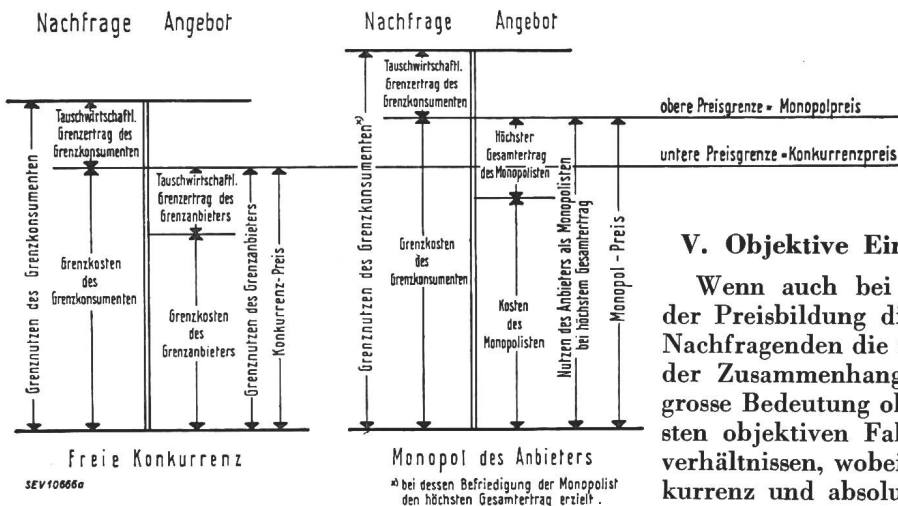 Nachfrage Angebot
Tauschwirtschaftl.
Grenzertrag des
Grenzkonsumenten
Grenznutzen des Grenzkonsumenten
Grenzkosten
des
Grenzkonsumenten
Tauschwirtschaftl.
Grenzertrag des
Grenzanbieters
Grenzkosten des
Grenzanbieters
Grenznutzen des Grenzanbieters
Konkurrenz-Preis
Freie Konkurrenz
SEV10666a
Nachfrage Angebot
Tauschwirtschaftl.
Grenzertrag des
Grenzkonsumenten
Grenznutzen des Grenzkonsumenten*)
Grenzkosten
des
Grenzkonsumenten
Höchster
Gesamtertrag
des Monopolisten
Kosten
des
Monopolisten
Nutzen des Anbieters als Monopolisten
bei höchstem Gesamtertrag
Monopol-Preis
Monopol des Anbieters
*) bei dessen Befriedigung der Monopolist
den höchsten Gesamtertrag erzielt.
obere Preisgrenze = Monopolpreis
untere Preisgrenze = Konkurrenzpreis
V. Objektive Ein
Wenn auch bei
der Preisbildung di
Nachfragenden die
der Zusammenhang
grosse Bedeutung ob
sten objektiven Fal
verhältnissen, wobei
kurrenz und absolu